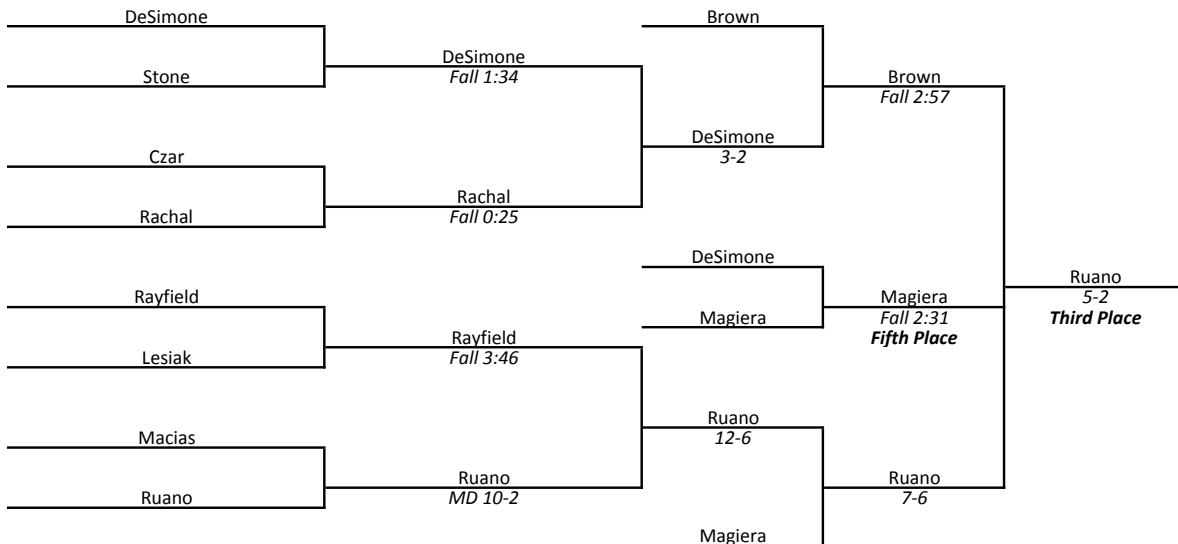 DeSimone
Stone
Czar
Rachal
Rayfield
Lesiak
Macias
Ruano
DeSimone
Fall 1:34
Rachal
Fall 0:25
Rayfield
Fall 3:46
Ruano
MD 10-2
Brown
DeSimone
3-2
DeSimone
Magiera
Ruano
12-6
Magiera
Brown
Fall 2:57
Magiera
Fall 2:31
Fifth Place
Ruano
7-6
Ruano
5-2
Third Place